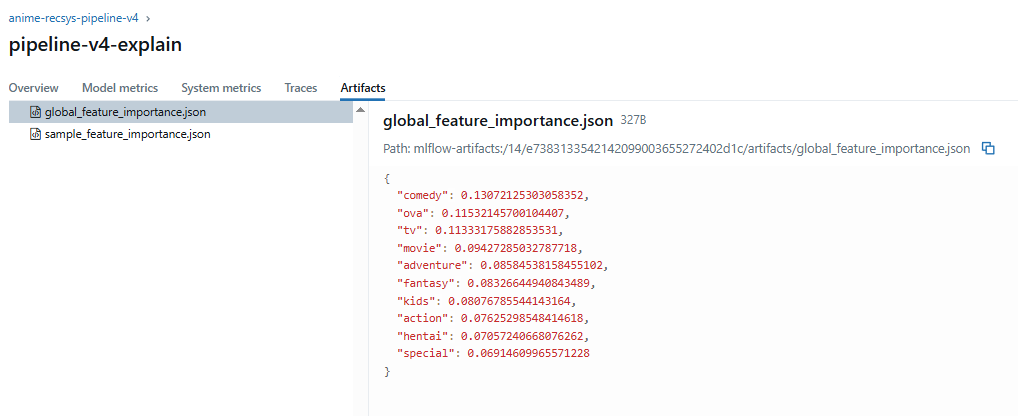 anime-recsys-pipeline-v4 ›
pipeline-v4-explain
Overview Model metrics System metrics Traces Artifacts
global_feature_importance.json
sample_feature_importance.json
global_feature_importance.json 327B
Path: mlflow-artifacts:/14/e7383133542142099003655272402d1c/artifacts/global_feature_importance.json
{
"comedy": 0.13072125303058352,
"ova": 0.11532145700104407,
"tv": 0.11333175882853531,
"movie": 0.09427285032787718,
"adventure": 0.08584538158455102,
"fantasy": 0.08326644940843489,
"kids": 0.08076785544143164,
"action": 0.07625298548414618,
"hentai": 0.07057240668076262,
"special": 0.06914609965571228
}